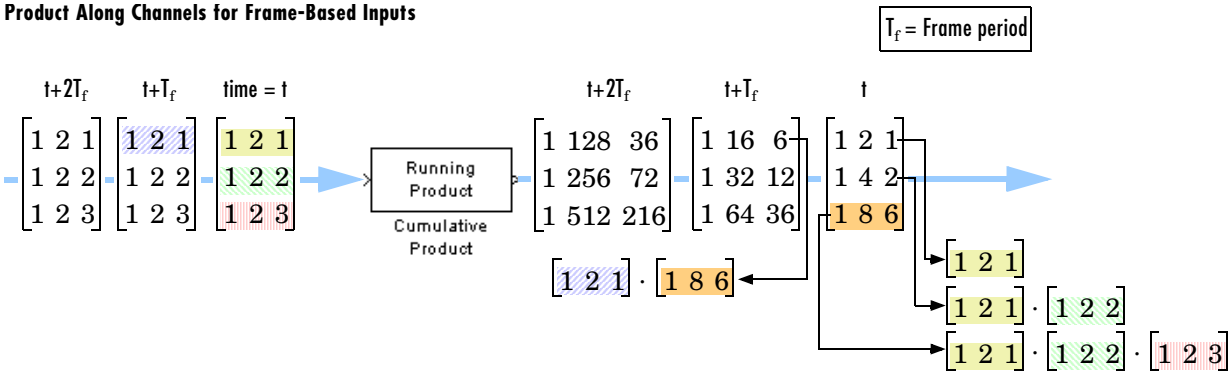 Product Along Channels for Frame-Based Inputs
Tf = Frame period
t+2Tf t+Tf time = t t+2Tf t+Tf t
1 2 1 1 2 1 1 2 1 1 128 36 1 16 6 1 2 1
1 2 2 1 2 2 1 2 2 Running 1 256 72 1 32 12 1 4 2
Product
1 2 3 1 2 3 1 2 3 1 512 216 1 64 36 1 8 6
Cumulative
Product
[1 2 1] · [1 8 6] [1 2 1]
[1 2 1] · [1 2 2]
[1 2 1] · [1 2 2] · [1 2 3]